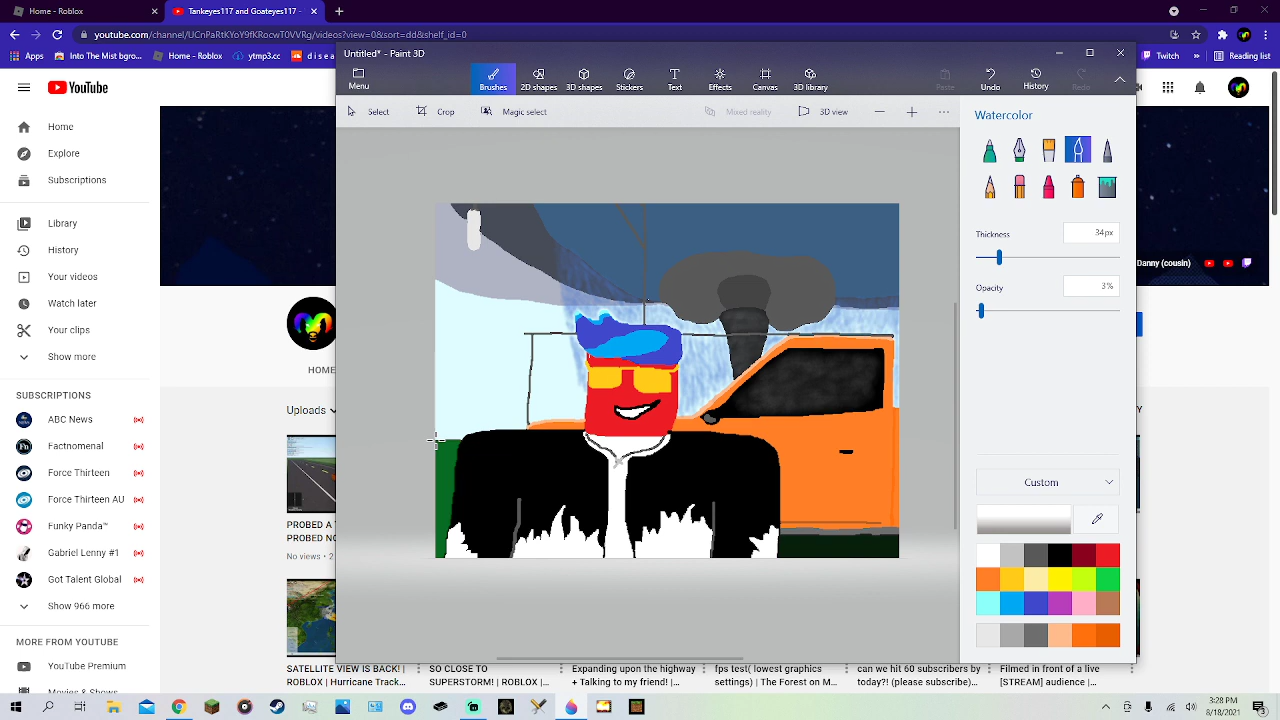 Home - Roblox
Tankeyes117 and Goateyes117 -
youtube.com/channel/UCnPaRtKYoY9fKRocwT0VVRg/videos?view=0&sort=dd&shelf_id=0
Apps
Into The Mist bgro...
Home - Roblox
ytmp3.cc
d i s e a
Twitch
Reading list
Untitled* - Paint 3D
YouTube
Menu
Brushes
2D shapes
3D shapes
Stickers
Text
Effects
Canvas
3D library
Paste
Undo
History
Redo
Select
Crop
Magic select
Mixed reality
3D view
Watercolor
Thickness
34px
Opacity
3%
Custom
Home
Explore
Subscriptions
Library
History
Your videos
Watch later
Your clips
Show more
SUBSCRIPTIONS
ABC News
Factnomenal
Force Thirteen
Force Thirteen AU
Funky Panda™
Gabriel Lenny #1
Got Talent Global
Show 966 more
MORE FROM YOUTUBE
YouTube Premium
Danny (cousin)
HOME
Uploads
PROBED A
PROBED NO
No views • 2
SATELLITE VIEW IS BACK! |
ROBLOX | Hurricane Track...
SO CLOSE TO
SUPERSTORM! | ROBLOX |...
Expanding upon the highway
+ Talking to my friend! |...
fps test( lowest graphics
settings) | The Forest on M...
can we hit 60 subscribers by
today?! (please subscribe)...
Filmed in front of a live
[STREAM] audience |...
3:28 PM
8/18/2021